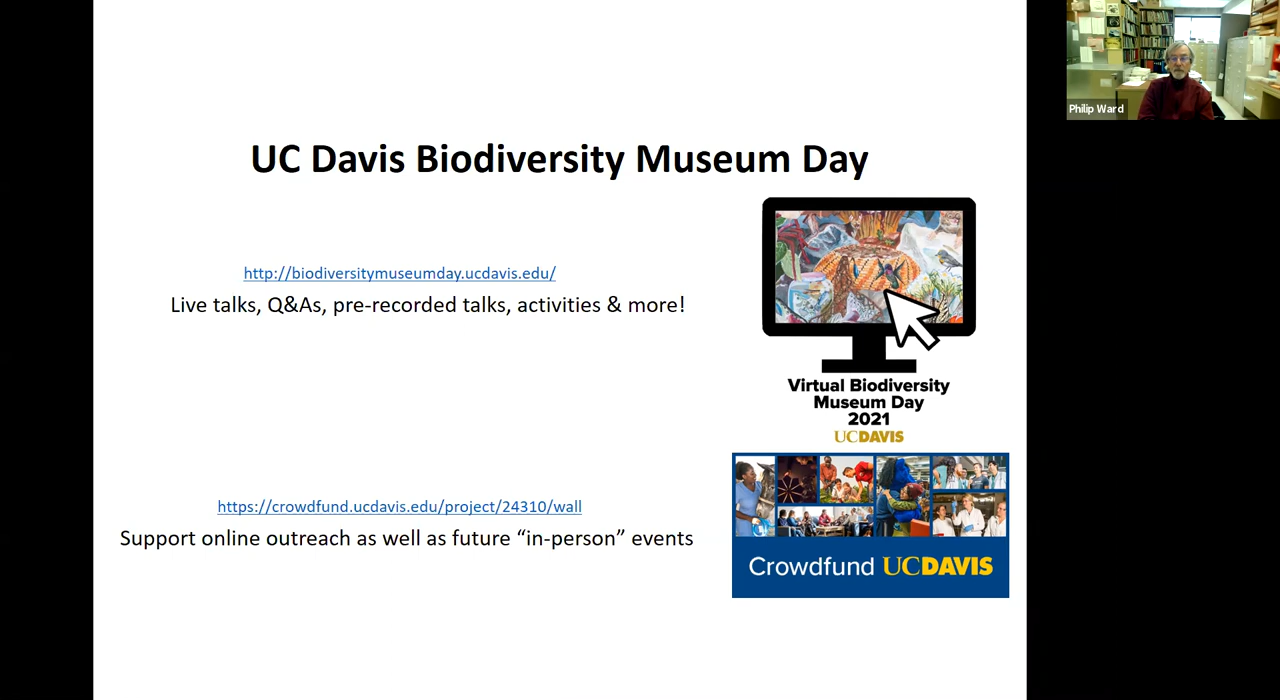 Philip Ward
UC Davis Biodiversity Museum Day
http://biodiversitymuseumday.ucdavis.edu/
Live talks, Q&As, pre-recorded talks, activities & more!
Virtual Biodiversity
Museum Day
2021
UCDAVIS
https://crowdfund.ucdavis.edu/project/24310/wall
Support online outreach as well as future “in-person” events
Crowdfund UCDAVIS